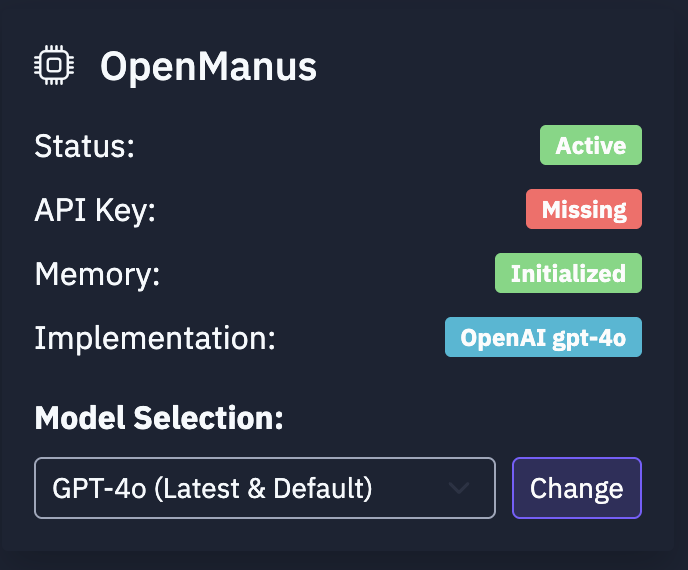 OpenManus
Status: Active
API Key: Missing
Memory: Initialized
Implementation: OpenAI gpt-4o
Model Selection:
GPT-4o (Latest & Default) Change